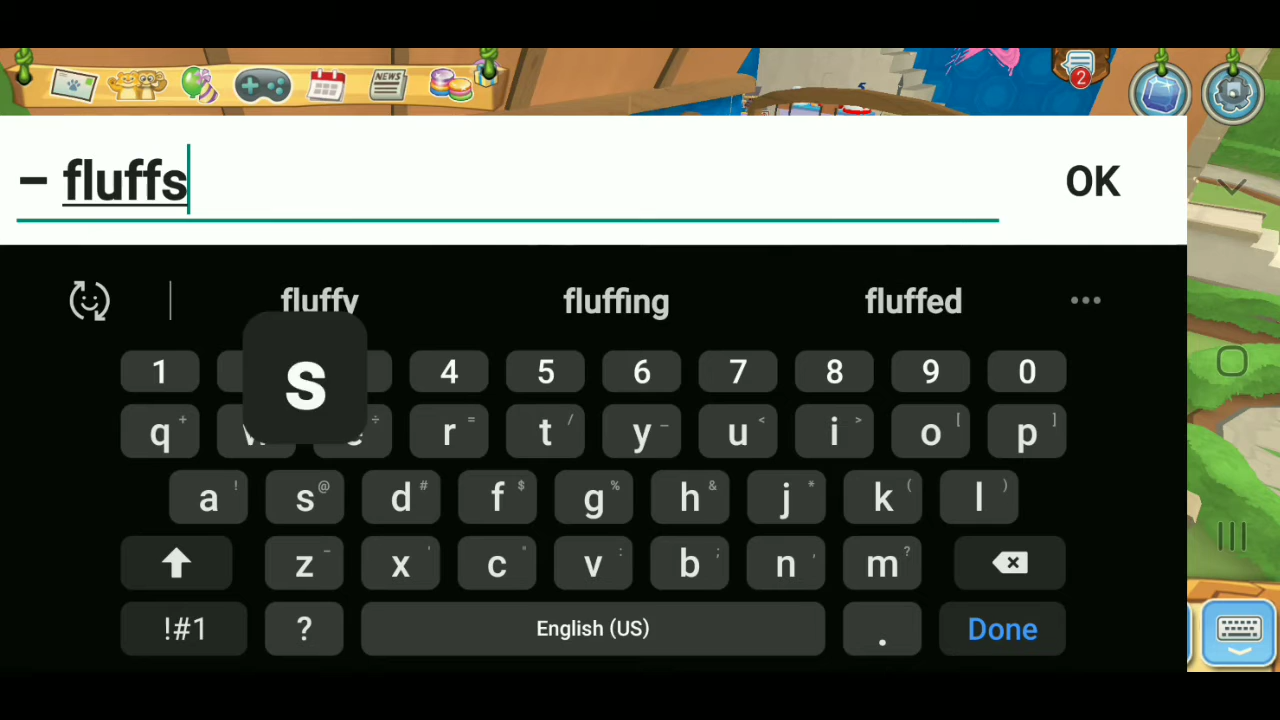 NEWS
2
– fluffs
OK
fluffy fluffing fluffed
1 4 5 6 7 8 9 0
s
q + w e ÷ r = t / y _ u < i > o [ p ]
a ! s @ d # f $ g % h & j * k ( l )
z - x ' c " v : b ; n , m ?
!#1 ? English (US) . Done